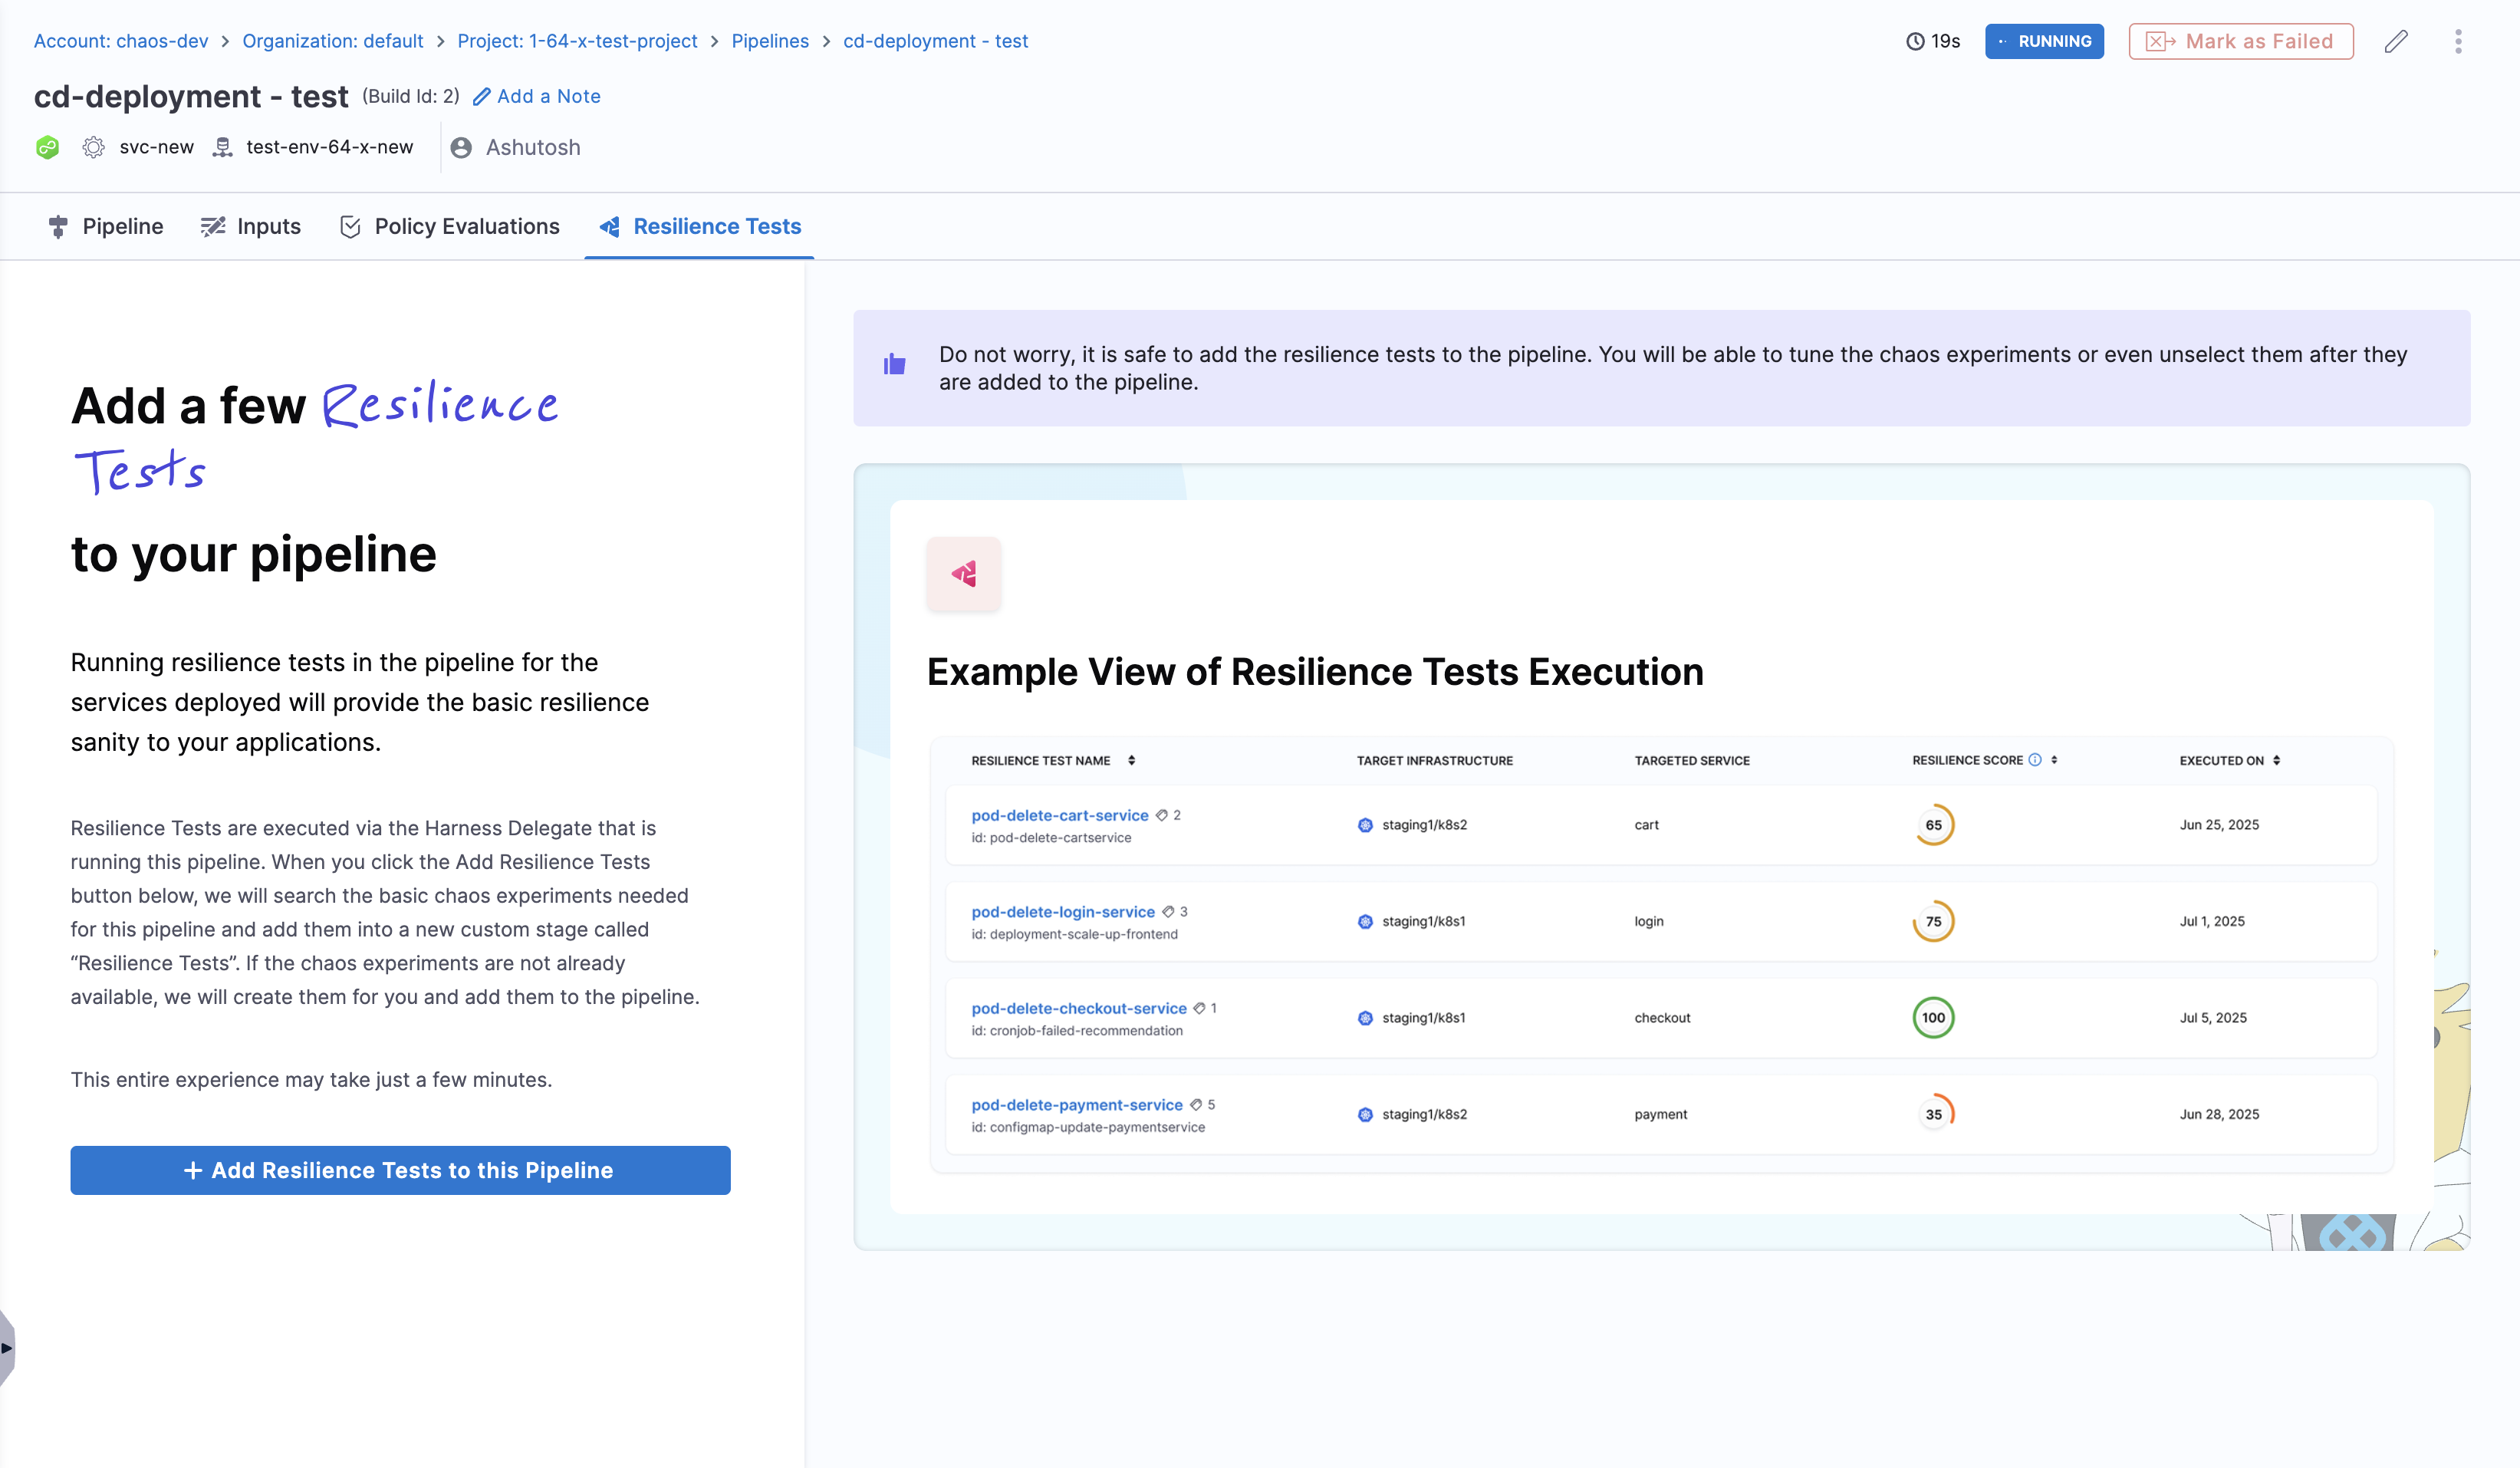 Account: chaos-dev > Organization: default > Project: 1-64-x-test-project > Pipelines > cd-deployment - test
19s
RUNNING
Mark as Failed
cd-deployment - test (Build Id: 2) Add a Note
svc-new test-env-64-x-new Ashutosh
Pipeline Inputs Policy Evaluations Resilience Tests
Add a few Resilience
Tests
to your pipeline
Running resilience tests in the pipeline for the
services deployed will provide the basic resilience
sanity to your applications.
Resilience Tests are executed via the Harness Delegate that is
running this pipeline. When you click the Add Resilience Tests
button below, we will search the basic chaos experiments needed
for this pipeline and add them into a new custom stage called
“Resilience Tests”. If the chaos experiments are not already
available, we will create them for you and add them to the pipeline.
This entire experience may take just a few minutes.
+ Add Resilience Tests to this Pipeline
Do not worry, it is safe to add the resilience tests to the pipeline. You will be able to tune the chaos experiments or even unselect them after they
are added to the pipeline.
Example View of Resilience Tests Execution
RESILIENCE TEST NAME TARGET INFRASTRUCTURE TARGETED SERVICE RESILIENCE SCORE EXECUTED ON
pod-delete-cart-service 2
id: pod-delete-cartservice
staging1/k8s2 cart 65 Jun 25, 2025
pod-delete-login-service 3
id: deployment-scale-up-frontend
staging1/k8s1 login 75 Jul 1, 2025
pod-delete-checkout-service 1
id: cronjob-failed-recommendation
staging1/k8s1 checkout 100 Jul 5, 2025
pod-delete-payment-service 5
id: configmap-update-paymentservice
staging1/k8s2 payment 35 Jun 28, 2025